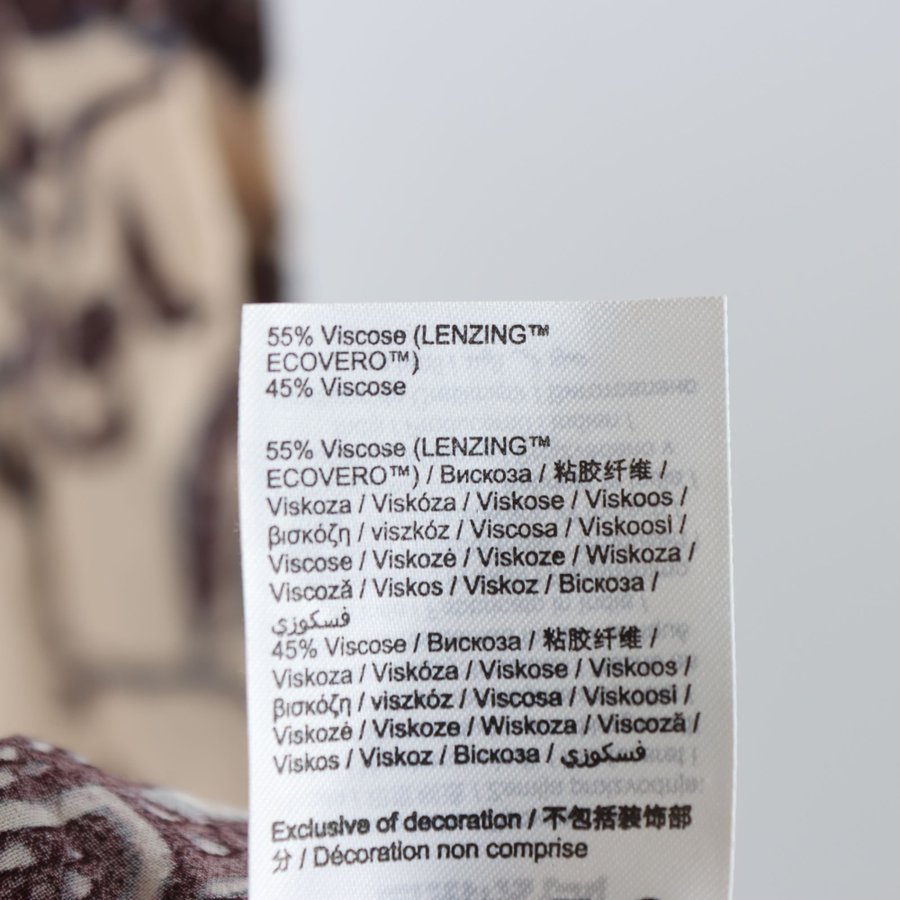 55% Viscose (LENZING™
ECOVERO™)
45% Viscose
55% Viscose (LENZING™
ECOVERO™) / Вискоза / 粘胶纤维 /
Viskoza / Viskóza / Viskose / Viskoos /
βισκόζη / viszkóz / Viscosa / Viskoosi /
Viscose / Viskozė / Viskoze / Wiskoza /
Viscoză / Viskos / Viskoz / Віскоза /
فسكوزي
45% Viscose / Вискоза / 粘胶纤维 /
Viskoza / Viskóza / Viskose / Viskoos /
βισκόζη / viszkóz / Viscosa / Viskoosi /
Viskozė / Viskoze / Wiskoza / Viscoză /
Viskos / Viskoz / Віскоза / فسكوزي
Exclusive of decoration / 不包括装饰部
分 / Décoration non comprise